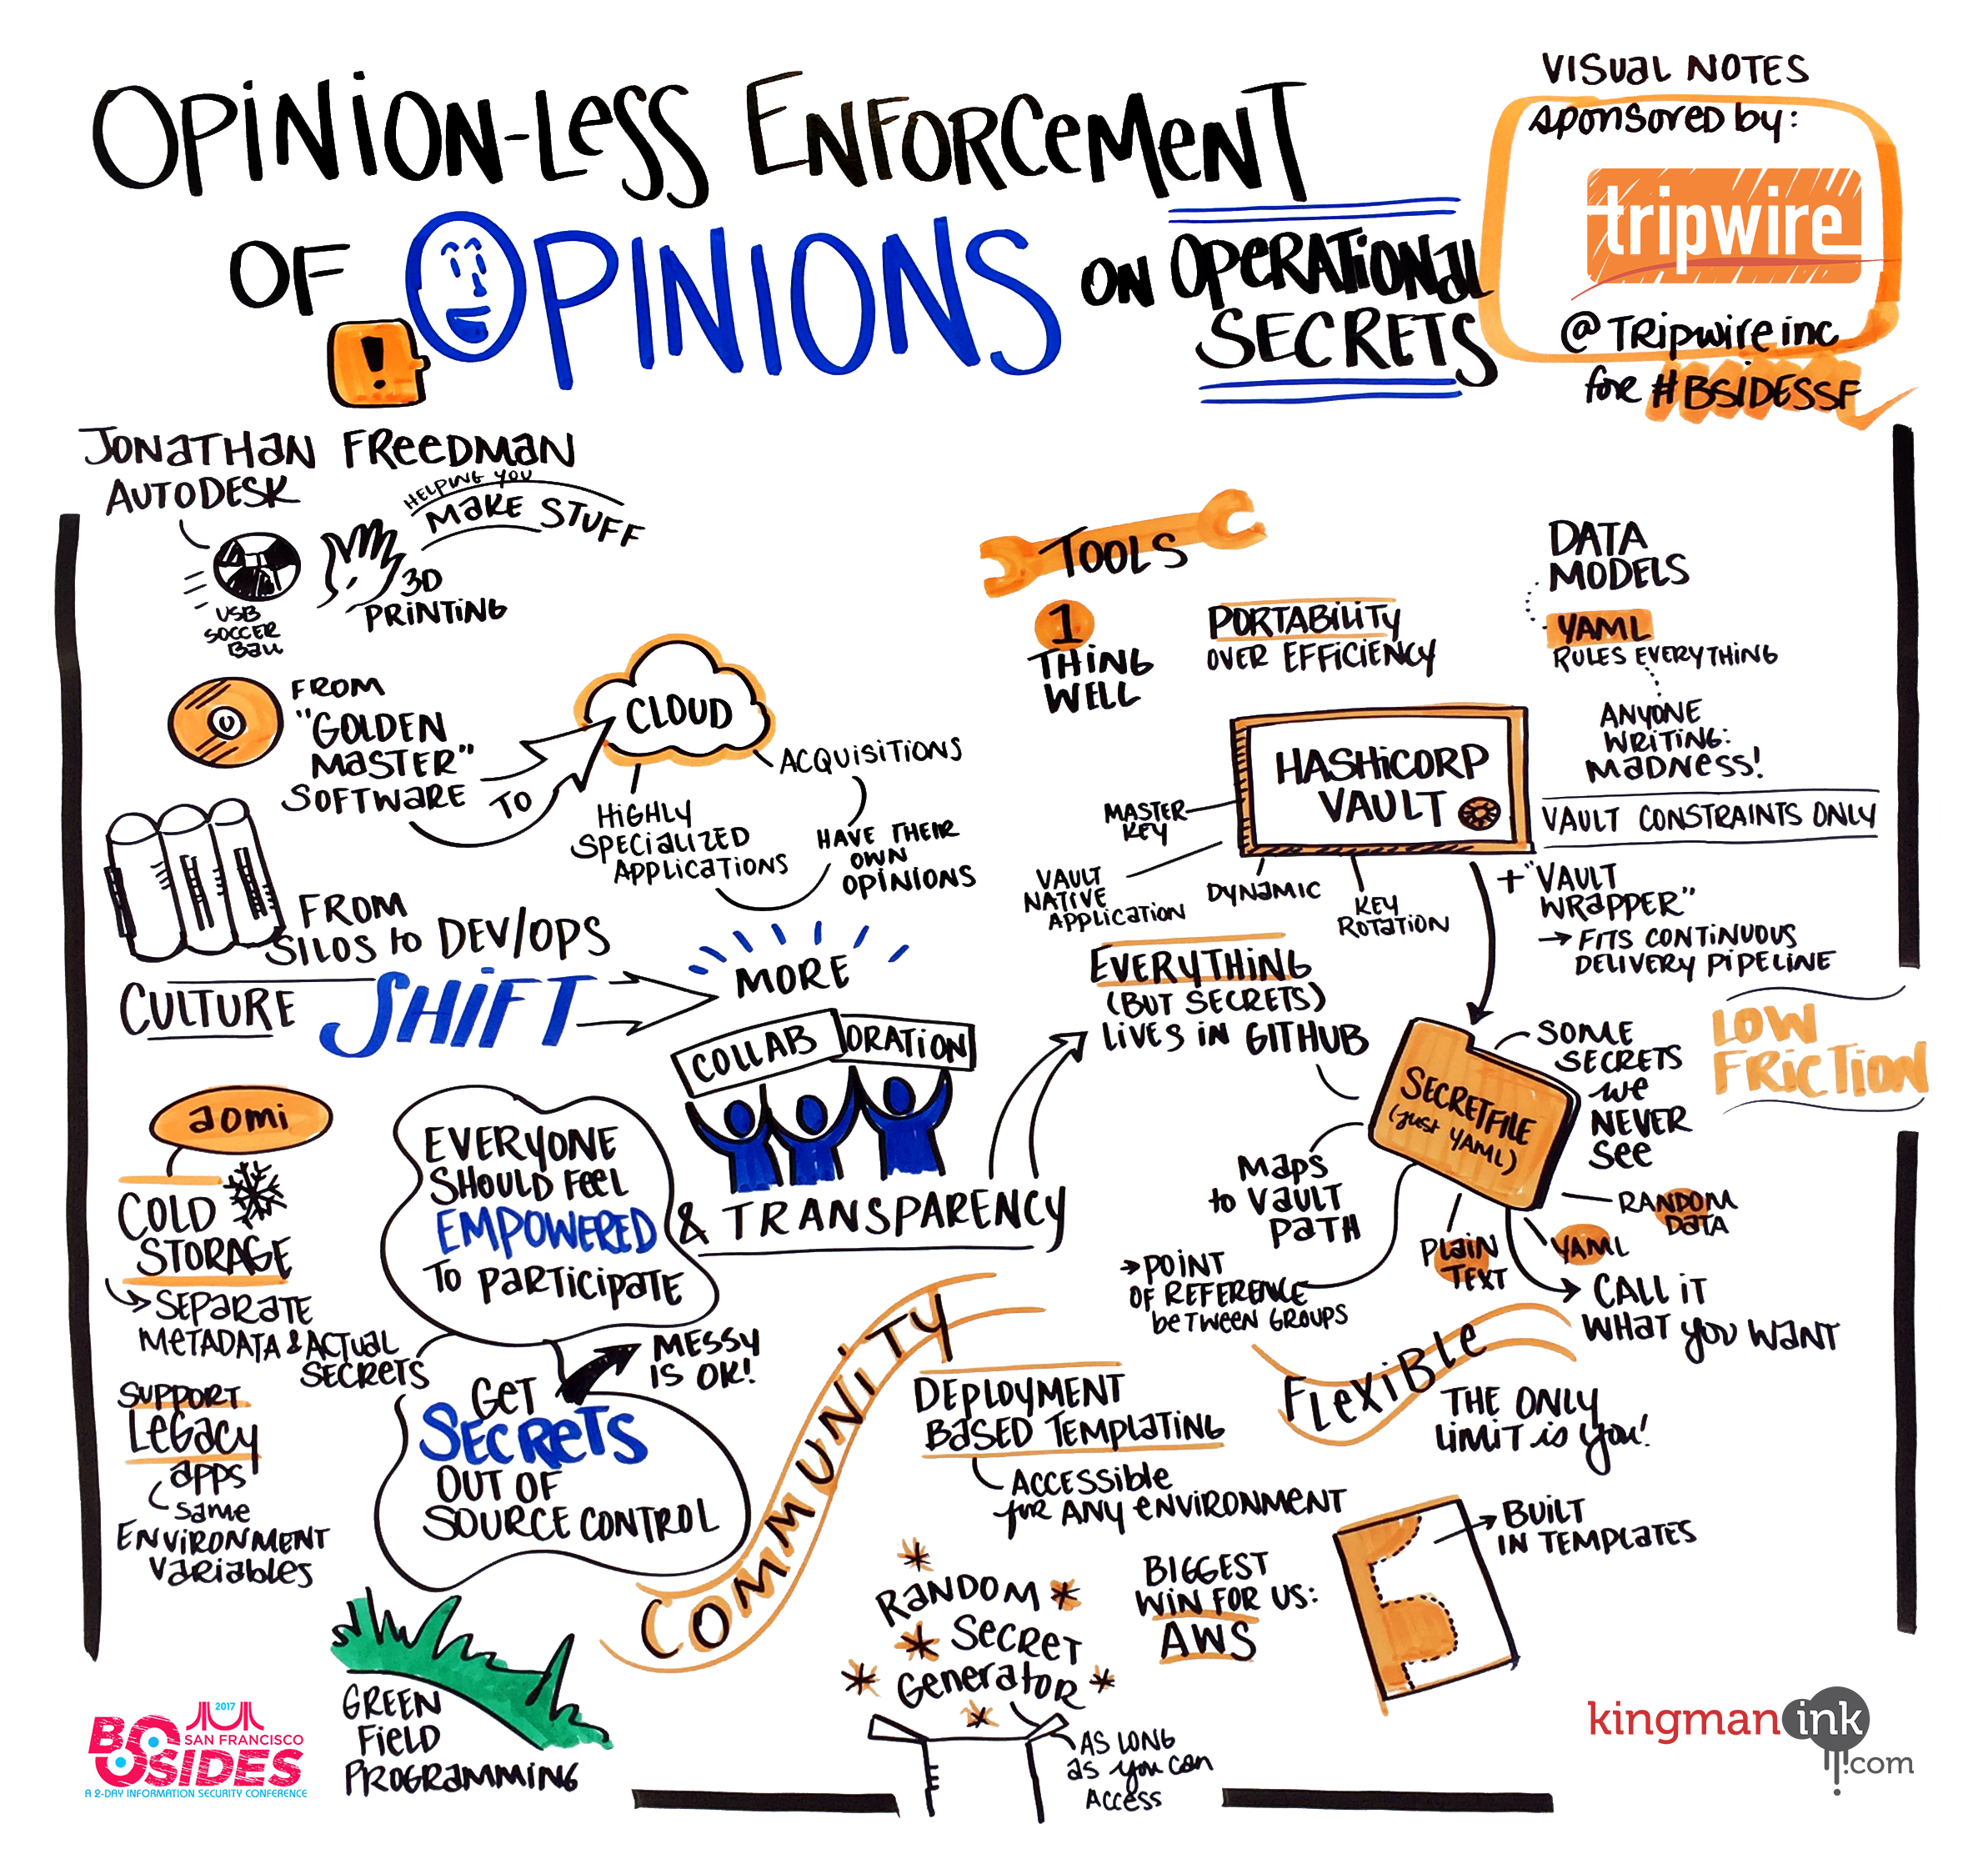 OPINION-LESS ENFORCEMENT
OF OPINIONS ON OPERATIONAL
SECRETS
!
VISUAL NOTES
sponsored by:
tripwire
@TRipwireinc
for #BSIDESSF
JONATHAN FREEDMAN
AUTODESK
HELPING YOU
MAKE STUFF
USB
SOCCER
Ball
3D
PRINTING
FROM
"GOLDEN
MASTER"
SOFTWARE
TO
CLOUD
HIGHLY
SPECIALIZED
APPLICATIONS
ACQUISITIONS
HAVE THEIR
OWN
OPINIONS
FROM
SILOS to DEV/OPS
CULTURE SHIFT
MORE
COLLABORATION
& TRANSPARENCY
EVERYONE
SHOULD FEEL
EMPOWERED
TO PARTICIPATE
aomi
COLD
STORAGE
SEPARATE
METADATA & ACTUAL
SECRETS
SUPPORT
LEGACY
apps
same
ENVIRONMENT
variables
MESSY
IS OK!
GET
SECRETS
OUT OF
SOURCE CONTROL
GREEN
FIELD
PROGRAMMING
COMMUNITY
TOOLS
1
THING
WELL
PORTABILITY
OVER EFFICIENCY
DATA
MODELS
YAML
RULES EVERYTHING
ANYONE
WRITING:
MADNESS!
HASHICORP
VAULT
VAULT CONSTRAINTS ONLY
MASTER
KEY
VAULT
NATIVE
APPLICATION
DYNAMIC
KEY
ROTATION
+ "VAULT
WRAPPER"
→ FITS CONTINUOUS
DELIVERY PIPELINE
EVERYTHING
(BUT SECRETS)
LIVES IN GITHUB
SECRETFILE
(just YAML)
SOME
SECRETS
we
NEVER
see
LOW
FRICTION
Maps
to VAULT
PATH
→ POINT
OF REFERENCE
beTWEEN GROUPS
PLAIN
TEXT
YAML
RANDOM
DATA
CALL IT
WHAT you WANT
FLEXIBLE
THE ONLY
LIMIT is you!
DEPLOYMENT
BASED TEMPLATING
ACCESSIBLE
for ANY ENVIRONMENT
BUILT
IN TEMPLATES
BIGGEST
WIN FOR US:
AWS
RANDOM
SECRET
GENERATOR
AS LONG
as you can
ACCESS
2017
SAN FRANCISCO
BSIDES
A 2-DAY INFORMATION SECURITY CONFERENCE
kingman ink
.com